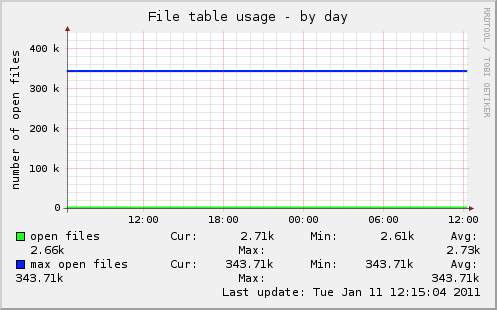 File table usage - by day
RRDTOOL / TOBI OETIKER
number of open files
400 k
300 k
200 k
100 k
0
12:00 18:00 00:00 06:00 12:00
open files Cur: 2.71k Min: 2.61k Avg:
2.66k Max: 2.73k
max open files Cur: 343.71k Min: 343.71k Avg:
343.71k Max: 343.71k
Last update: Tue Jan 11 12:15:04 2011